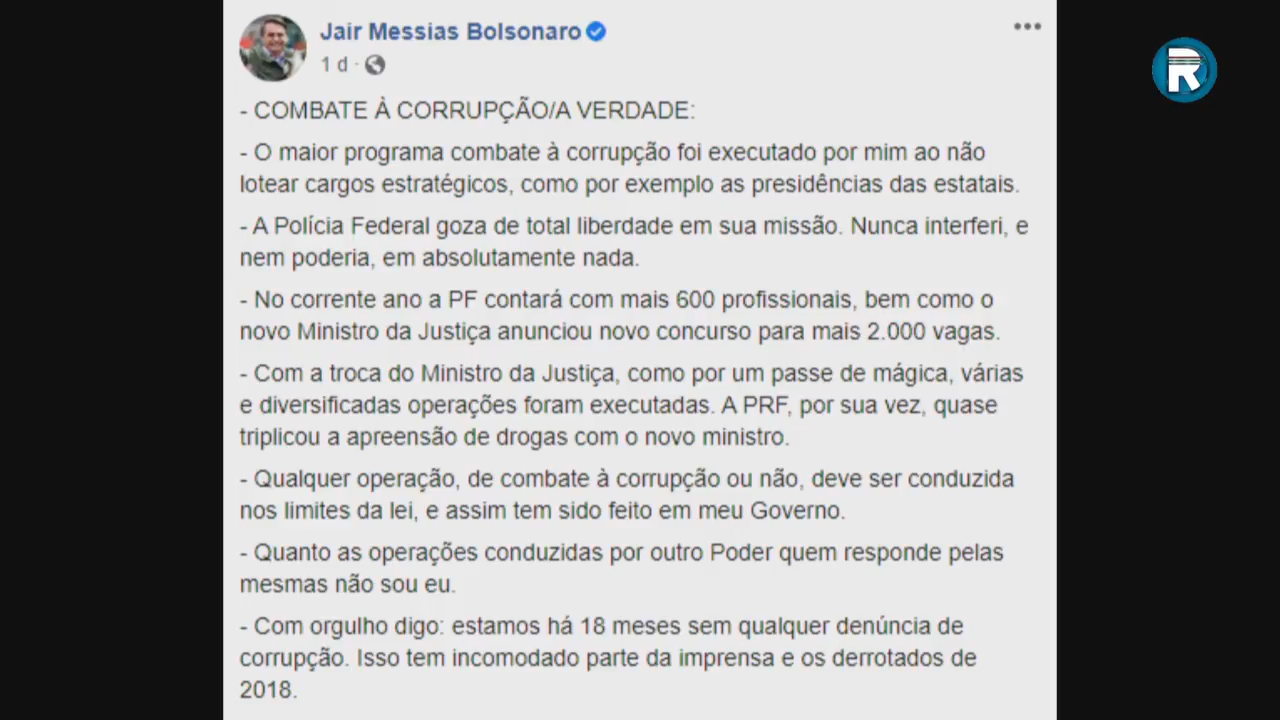 Jair Messias Bolsonaro
1 d ·
- COMBATE À CORRUPÇÃO/A VERDADE:
- O maior programa combate à corrupção foi executado por mim ao não
lotear cargos estratégicos, como por exemplo as presidências das estatais.
- A Polícia Federal goza de total liberdade em sua missão. Nunca interferi, e
nem poderia, em absolutamente nada.
- No corrente ano a PF contará com mais 600 profissionais, bem como o
novo Ministro da Justiça anunciou novo concurso para mais 2.000 vagas.
- Com a troca do Ministro da Justiça, como por um passe de mágica, várias
e diversificadas operações foram executadas. A PRF, por sua vez, quase
triplicou a apreensão de drogas com o novo ministro.
- Qualquer operação, de combate à corrupção ou não, deve ser conduzida
nos limites da lei, e assim tem sido feito em meu Governo.
- Quanto as operações conduzidas por outro Poder quem responde pelas
mesmas não sou eu.
- Com orgulho digo: estamos há 18 meses sem qualquer denúncia de
corrupção. Isso tem incomodado parte da imprensa e os derrotados de
2018.
R